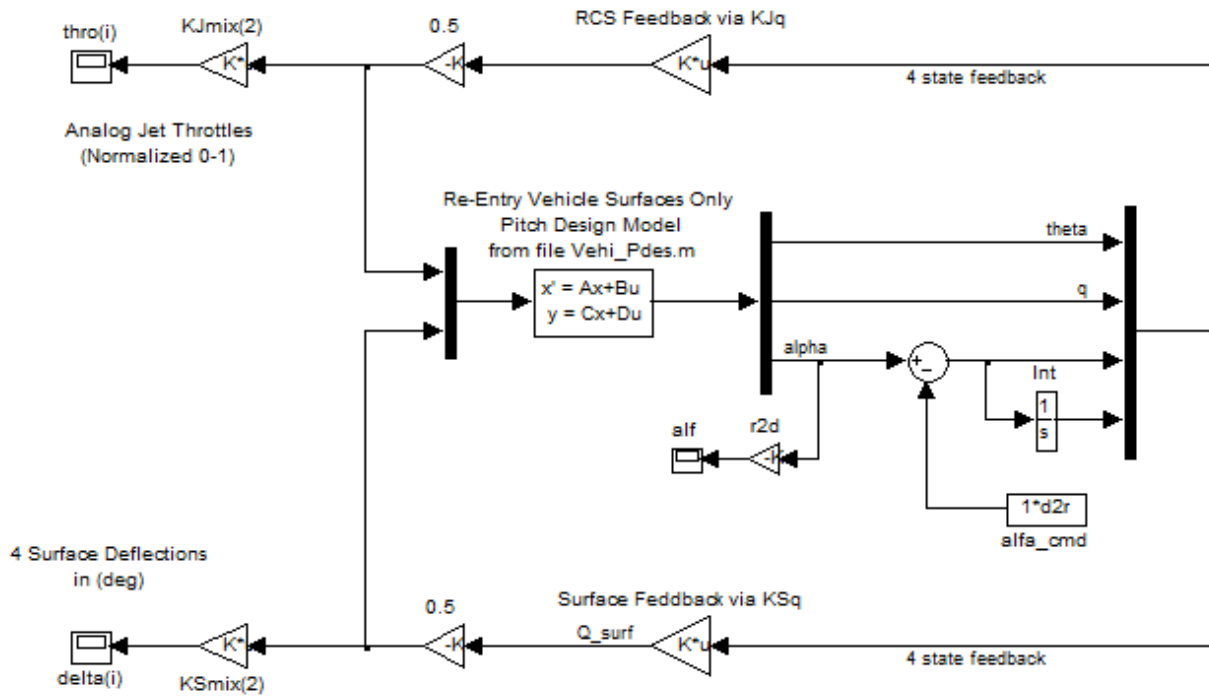 RCS Feedback via KJq
KJmix(2)
0.5
thro(i)
K*
-K
K*u
4 state feedback
Analog Jet Throttles
(Normalized 0-1)
Re-Entry Vehicle Surfaces Only
Pitch Design Model
from file Vehi_Pdes.m
x' = Ax+Bu
y = Cx+Du
theta
q
alpha
+
−
Int
1
s
alf
r2d
-K
1*d2r
alfa_cmd
4 Surface Deflections
in (deg)
0.5
Surface Feddback via KSq
Q_surf
K*
-K
K*u
4 state feedback
delta(i)
KSmix(2)